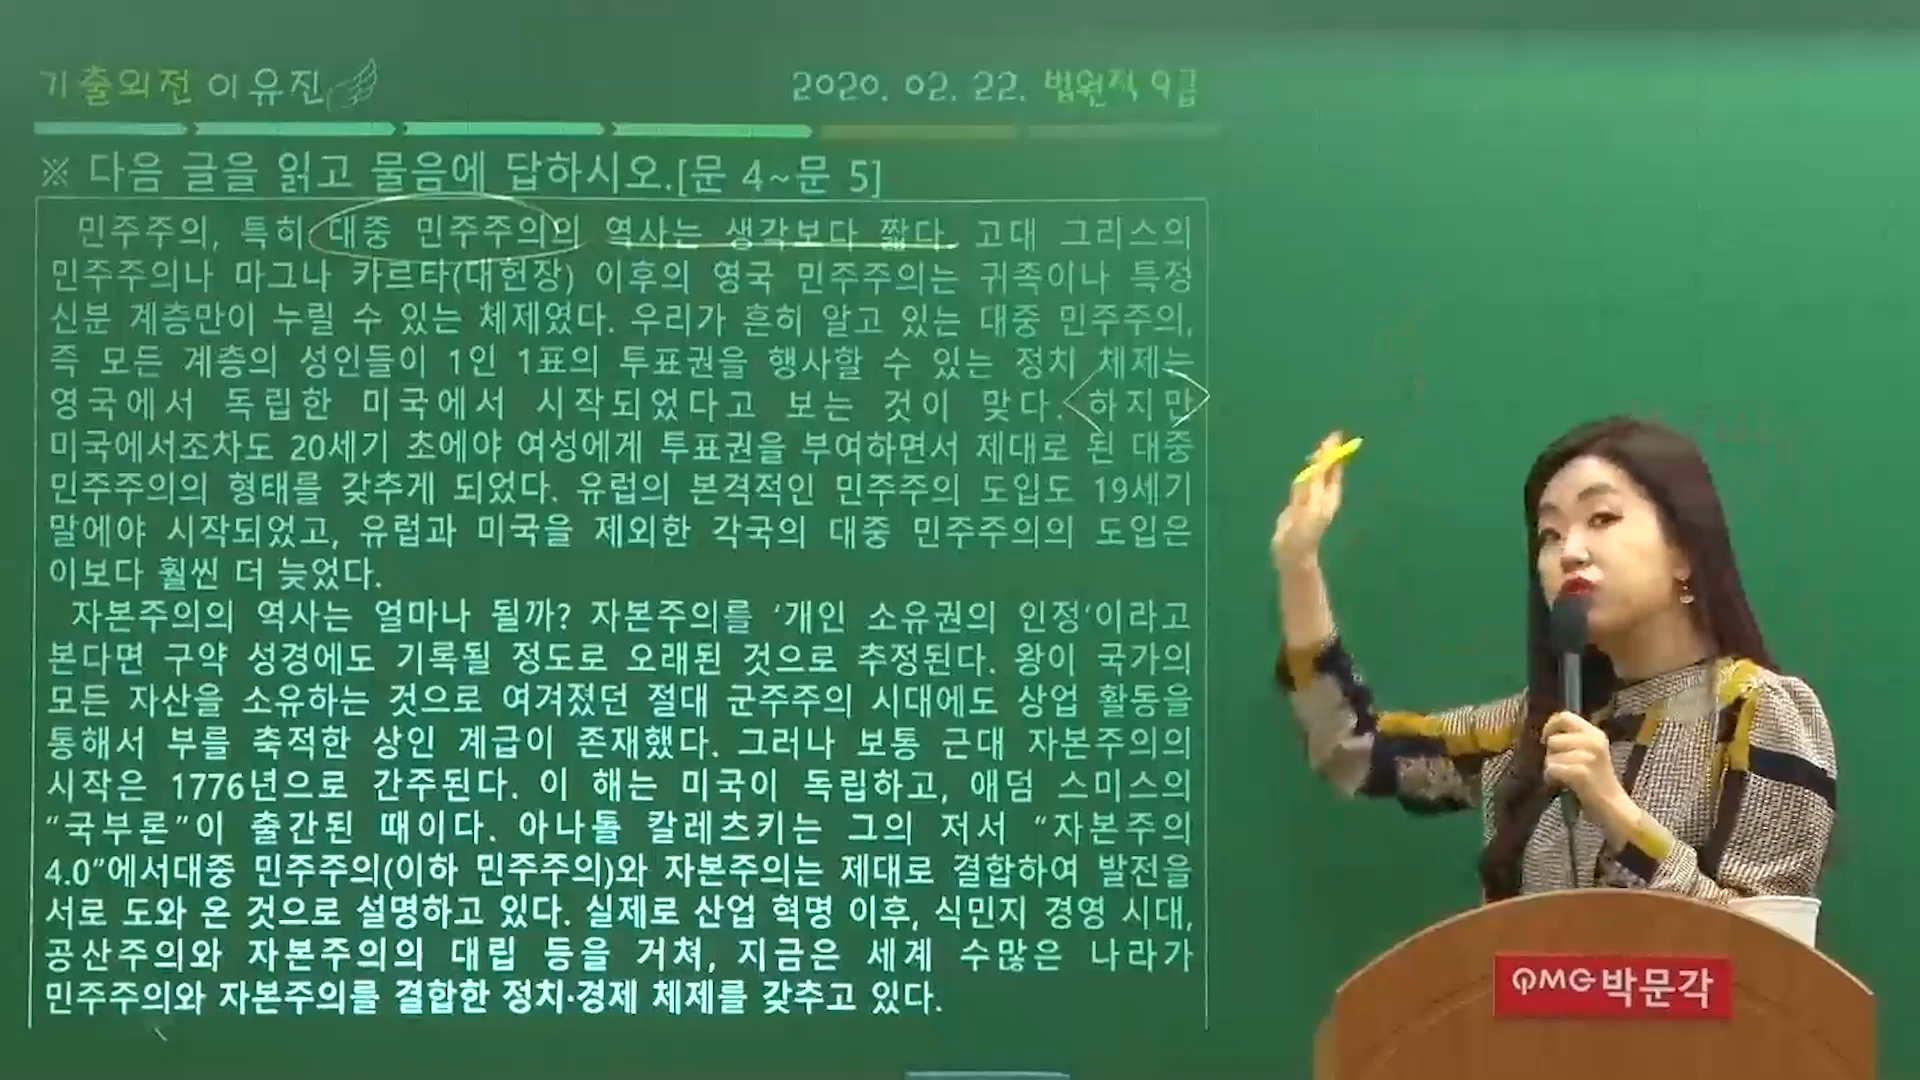 기출외전 이유진
2020. 02. 22. 법원직 9급
※ 다음 글을 읽고 물음에 답하시오.[문 4~문 5]
민주주의, 특히 대중 민주주의의 역사는 생각보다 짧다. 고대 그리스의
민주주의나 마그나 카르타(대헌장) 이후의 영국 민주주의는 귀족이나 특정
신분 계층만이 누릴 수 있는 체제였다. 우리가 흔히 알고 있는 대중 민주주의,
즉 모든 계층의 성인들이 1인 1표의 투표권을 행사할 수 있는 정치 체제는
영국에서 독립한 미국에서 시작되었다고 보는 것이 맞다. 하지만
미국에서조차도 20세기 초에야 여성에게 투표권을 부여하면서 제대로 된 대중
민주주의의 형태를 갖추게 되었다. 유럽의 본격적인 민주주의 도입도 19세기
말에야 시작되었고, 유럽과 미국을 제외한 각국의 대중 민주주의의 도입은
이보다 훨씬 더 늦었다.
자본주의의 역사는 얼마나 될까? 자본주의를 ‘개인 소유권의 인정‘이라고
본다면 구약 성경에도 기록될 정도로 오래된 것으로 추정된다. 왕이 국가의
모든 자산을 소유하는 것으로 여겨졌던 절대 군주주의 시대에도 상업 활동을
통해서 부를 축적한 상인 계급이 존재했다. 그러나 보통 근대 자본주의의
시작은 1776년으로 간주된다. 이 해는 미국이 독립하고, 애덤 스미스의
“국부론”이 출간된 때이다. 아나톨 칼레츠키는 그의 저서 “자본주의
4.0”에서대중 민주주의(이하 민주주의)와 자본주의는 제대로 결합하여 발전을
서로 도와 온 것으로 설명하고 있다. 실제로 산업 혁명 이후, 식민지 경영 시대,
공산주의와 자본주의의 대립 등을 거쳐, 지금은 세계 수많은 나라가
민주주의와 자본주의를 결합한 정치·경제 체제를 갖추고 있다.
PMG박문각